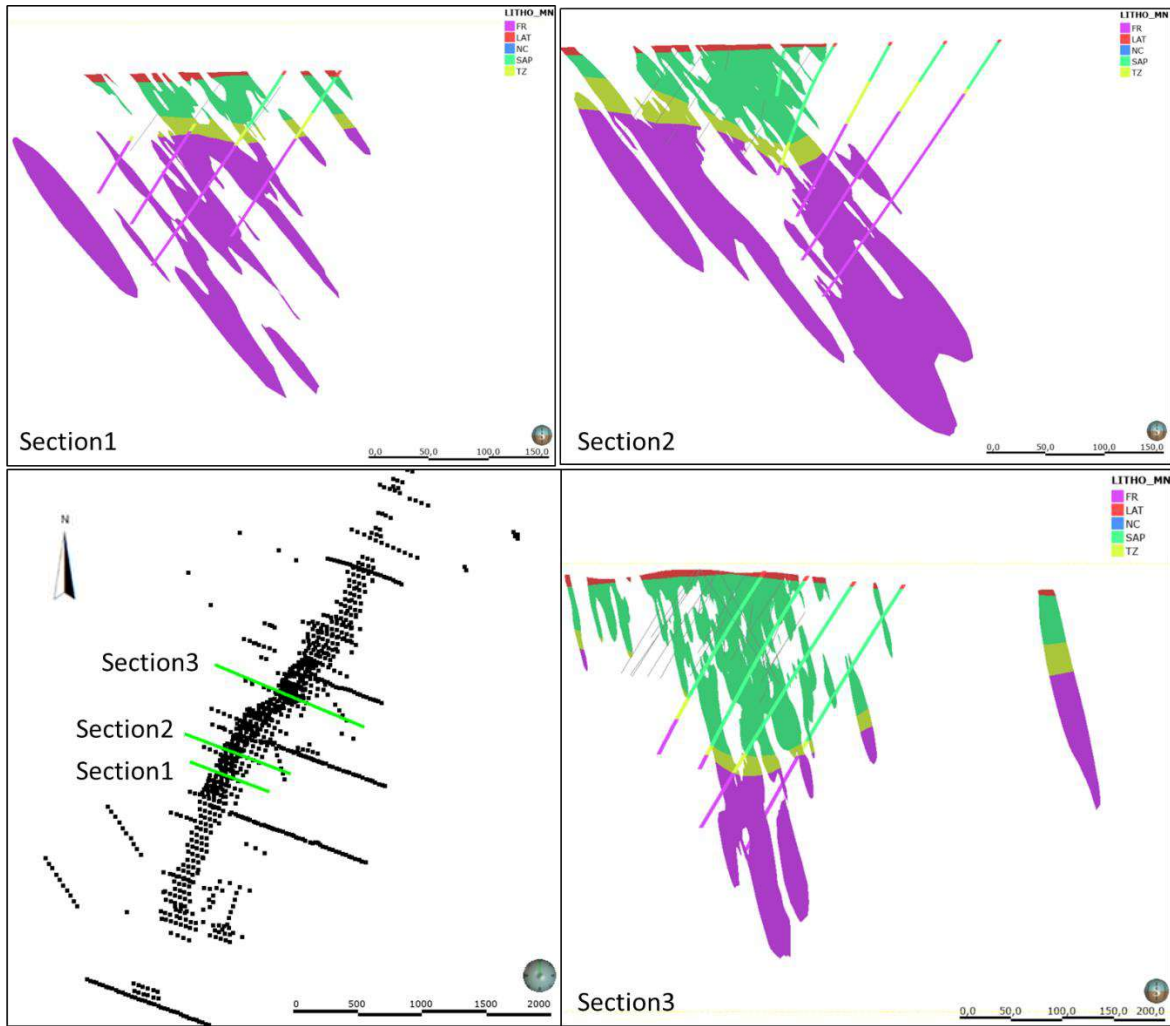 LITHO_MN
FR
LAT
NC
SAP
TZ
Section1
0,0 50,0 100,0 150,0
LITHO_MN
FR
LAT
NC
SAP
TZ
Section2
0,0 50,0 100,0 150,0
N
Section3
Section2
Section1
0 500 1000 1500 2000
LITHO_MN
FR
LAT
NC
SAP
TZ
Section3
0,0 50,0 100,0 150,0 200,0